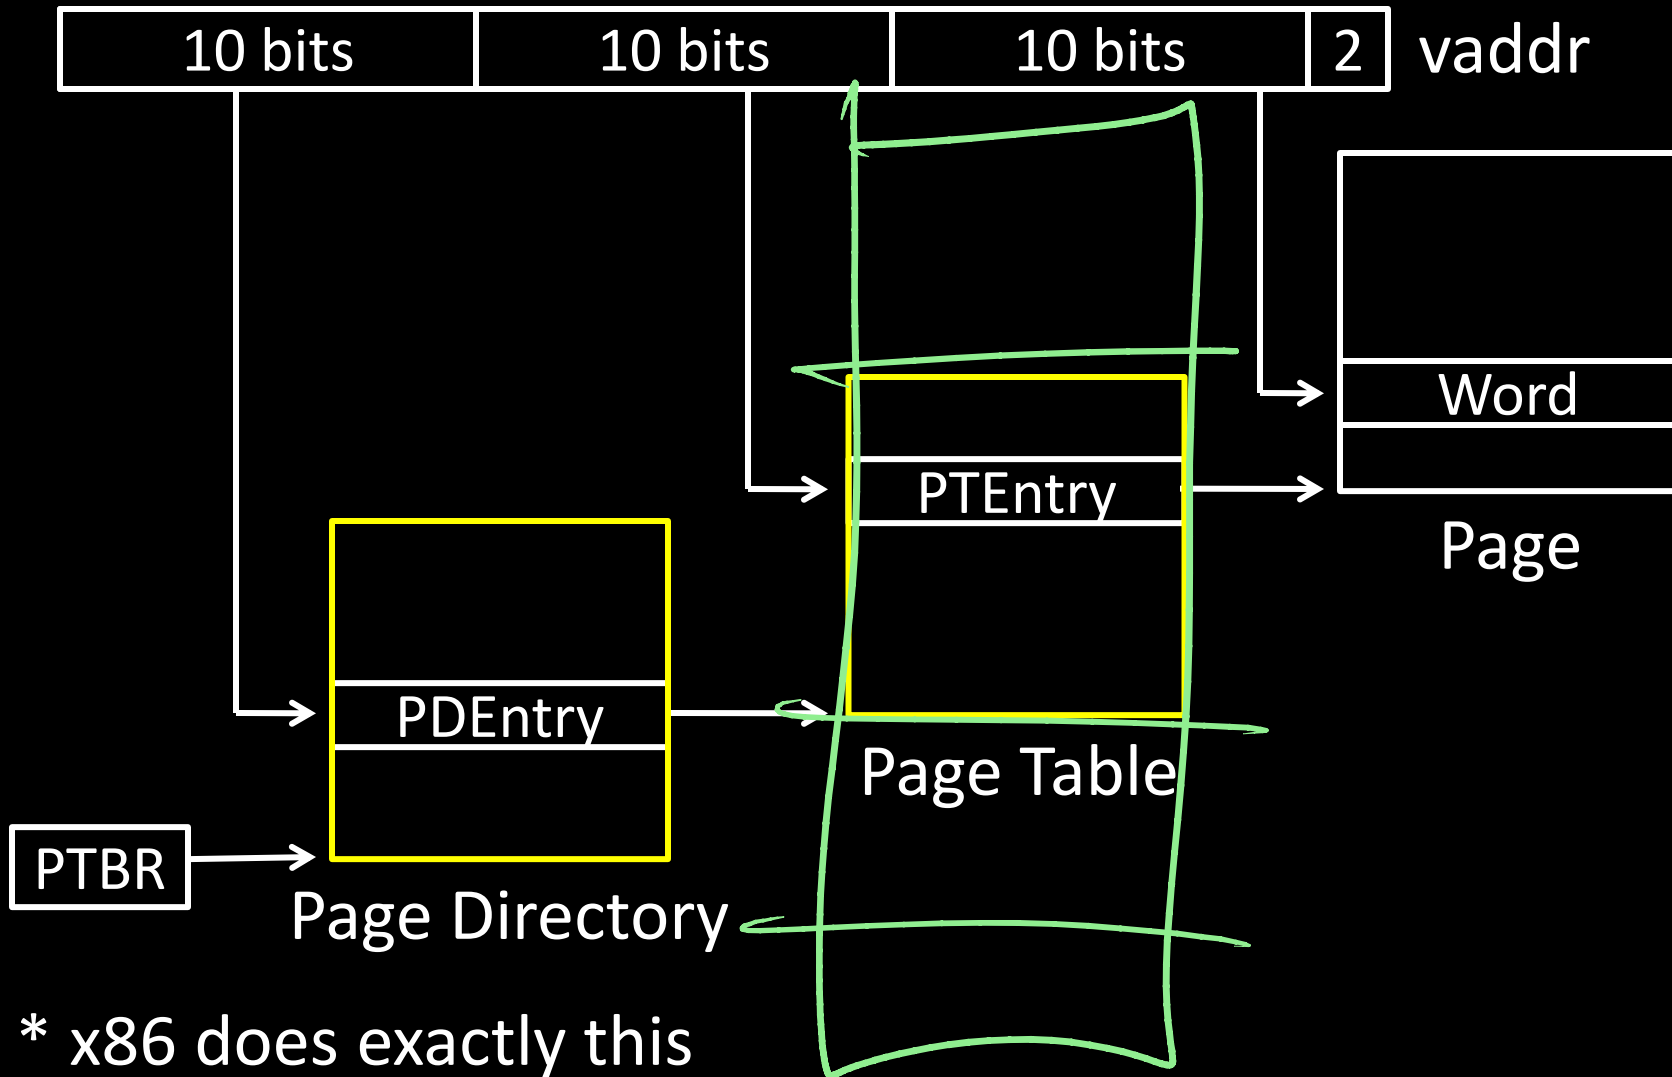 10 bits 10 bits 10 bits 2 vaddr
Word
PTEntry
Page
PDEntry
Page Table
PTBR
Page Directory
* x86 does exactly this